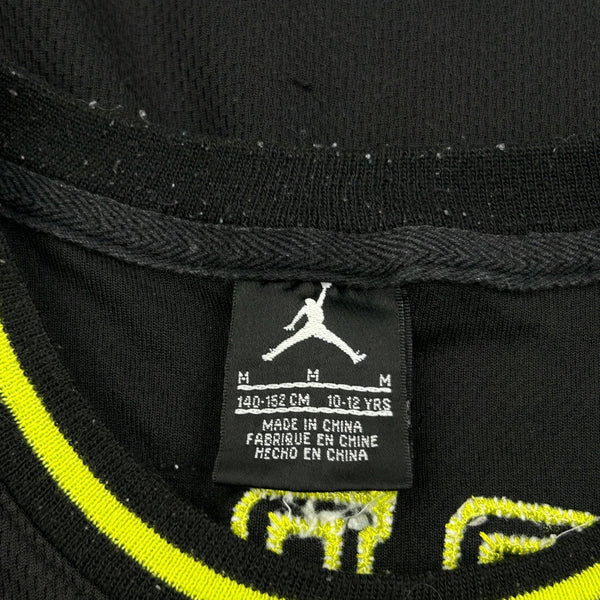 M M M
140-152 CM 10-12 YRS
MADE IN CHINA
FABRIQUE EN CHINE
HECHO EN CHINA